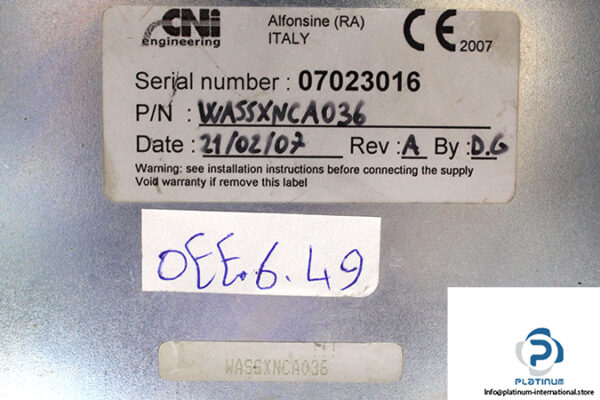 CNi
engineering
Alfonsine (RA)
ITALY
CE 2007
Serial number : 07023016
P/N : WASSXNCA036
Date : 21/02/07 Rev : A By : D.G
Warning: see installation instructions before connecting the supply
Void warranty if remove this label
OEE.6.49
WASSXNCA036
PLATINUM
Info@platinum-international.store